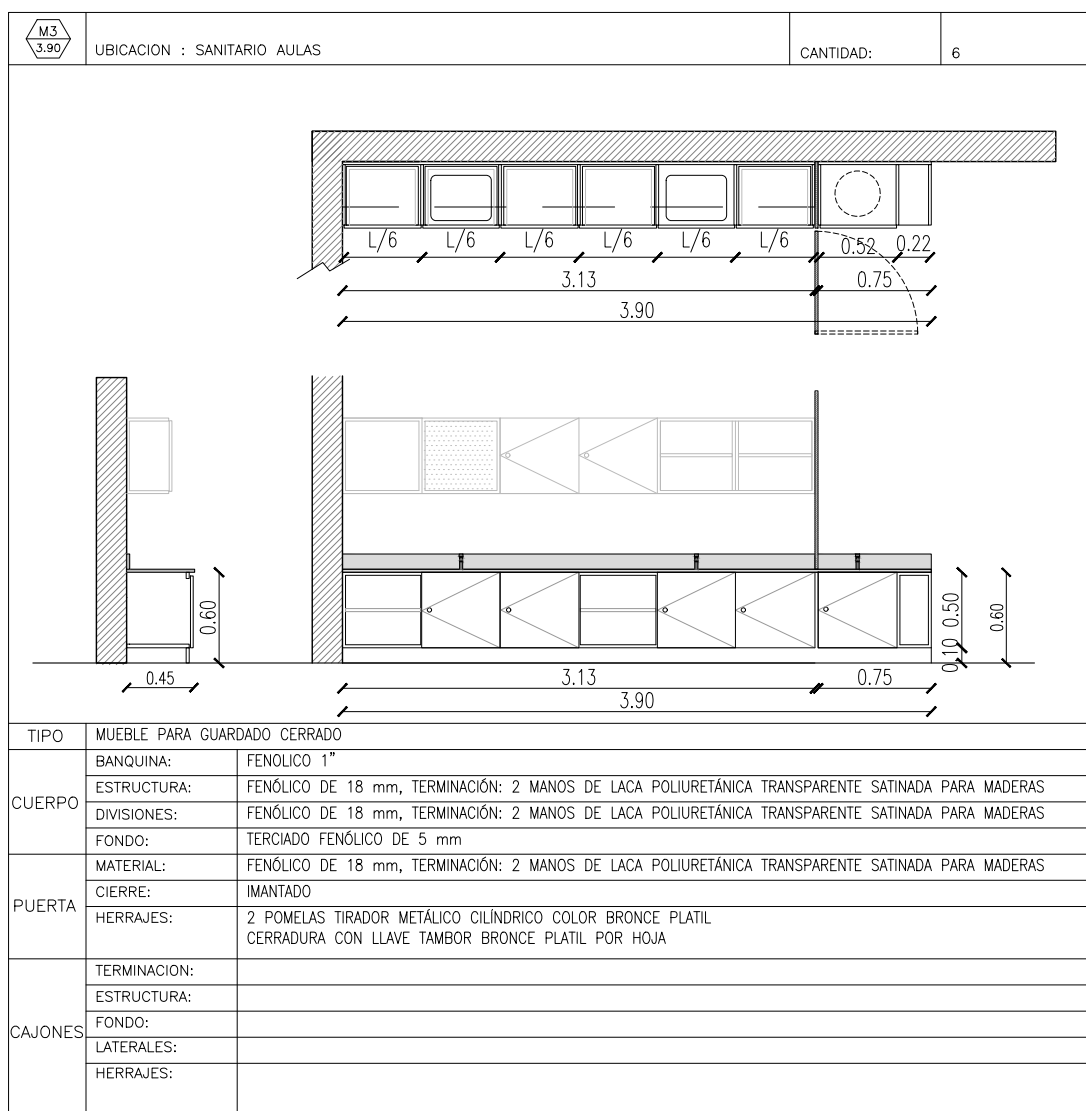 M3
3.90
UBICACION : SANITARIO AULAS
CANTIDAD:
6
L/6
L/6
L/6
L/6
L/6
L/6
0.52
0.22
3.13
0.75
3.90
0.60
0.45
0.50
0.10
0.60
3.13
0.75
3.90
TIPO
MUEBLE PARA GUARDADO CERRADO
CUERPO
BANQUINA:
FENOLICO 1"
ESTRUCTURA:
FENÓLICO DE 18 mm, TERMINACIÓN: 2 MANOS DE LACA POLIURETÁNICA TRANSPARENTE SATINADA PARA MADERAS
DIVISIONES:
FENÓLICO DE 18 mm, TERMINACIÓN: 2 MANOS DE LACA POLIURETÁNICA TRANSPARENTE SATINADA PARA MADERAS
FONDO:
TERCIADO FENÓLICO DE 5 mm
PUERTA
MATERIAL:
FENÓLICO DE 18 mm, TERMINACIÓN: 2 MANOS DE LACA POLIURETÁNICA TRANSPARENTE SATINADA PARA MADERAS
CIERRE:
IMANTADO
HERRAJES:
2 POMELAS TIRADOR METÁLICO CILÍNDRICO COLOR BRONCE PLATIL
CERRADURA CON LLAVE TAMBOR BRONCE PLATIL POR HOJA
CAJONES
TERMINACION:
ESTRUCTURA:
FONDO:
LATERALES:
HERRAJES: